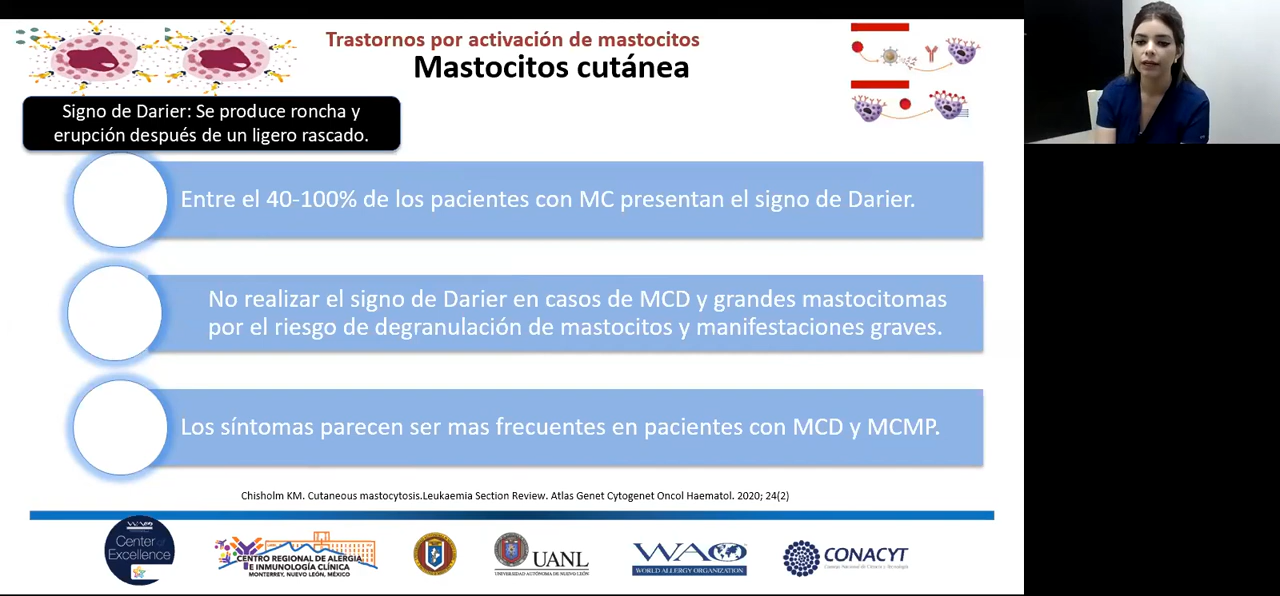 Trastornos por activación de mastocitos
Mastocitos cutánea
Signo de Darier: Se produce roncha y
erupción después de un ligero rascado.
Entre el 40-100% de los pacientes con MC presentan el signo de Darier.
No realizar el signo de Darier en casos de MCD y grandes mastocitomas
por el riesgo de degranulación de mastocitos y manifestaciones graves.
Los síntomas parecen ser mas frecuentes en pacientes con MCD y MCMP.
Chisholm KM. Cutaneous mastocytosis.Leukaemia Section Review. Atlas Genet Cytogenet Oncol Haematol. 2020; 24(2)
WAO
Center of
Excellence
CENTRO REGIONAL DE ALERGIA
E INMUNOLOGÍA CLÍNICA
MONTERREY, NUEVO LEÓN, MÉXICO
UANL
UNIVERSIDAD AUTÓNOMA DE NUEVO LEÓN
WAO
WORLD ALLERGY ORGANIZATION
CONACYT
Consejo Nacional de Ciencia y Tecnología